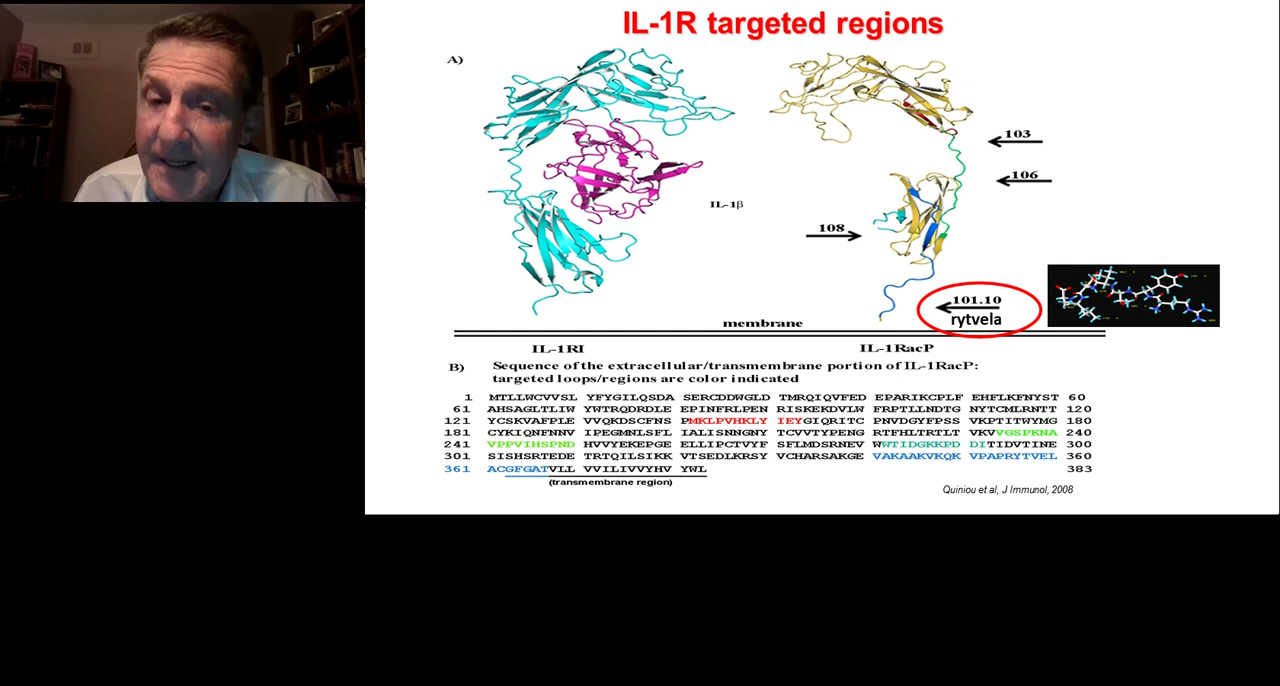 IL-1R targeted regions
A)
103
106
IL-1β
108
101.10
rytvela
membrane
IL-1RI IL-1RacP
B) Sequence of the extracellular/transmembrane portion of IL-1RacP:
targeted loops/regions are color indicated
1 MTLLWCVVSL YFYGILQSDA SERCDDWGLD TMRQIQVFED EPARIKCPLF EHFLKFNYST 60
61 AHSAGLTLIW YWTRQDRDLE EPINFRLPEN RISKEKDVLW FRPTLLNDTG NYTCMLRNTT 120
121 YCSKVAFPLE VVQKDSCFNS PMKLPVHKLY IEYGIQRITC PNVDGYFPSS VKPTITWYMG 180
181 CYKIQNFNNV IPEGMNLSFL IALISNNGNY TCVVTYPENG RTFHLTRTLT VKVVGSPKNA 240
241 VPPVIHSPND HVVYEKEPGE ELLIPCTVYF SFLMDSRNEV WWTIDGKKPD DITIDVTINE 300
301 SISHSRTEDE TRTQILSIKK VTSEDLKRSY VCHARSAKGE VAKAAKVKQK VPAPRYTVEL 360
361 ACGFGATVLL VVILIVVYHV YWL 383
(transmembrane region)
Quiniou et al, J Immunol, 2008